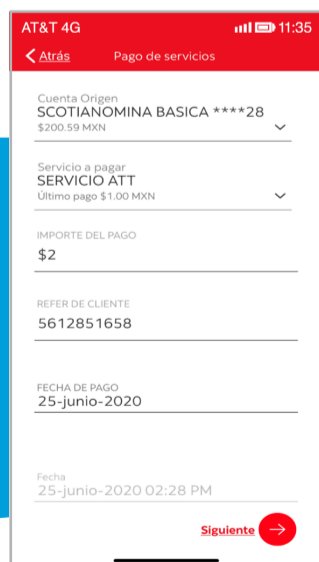 AT&T 4G 11:35
Atrás Pago de servicios
Cuenta Origen
SCOTIANOMINA BASICA ****28
$200.59 MXN
Servicio a pagar
SERVICIO ATT
Último pago $1.00 MXN
IMPORTE DEL PAGO
$2
REFER DE CLIENTE
5612851658
FECHA DE PAGO
25-junio-2020
Fecha
25-junio-2020 02:28 PM
Siguiente